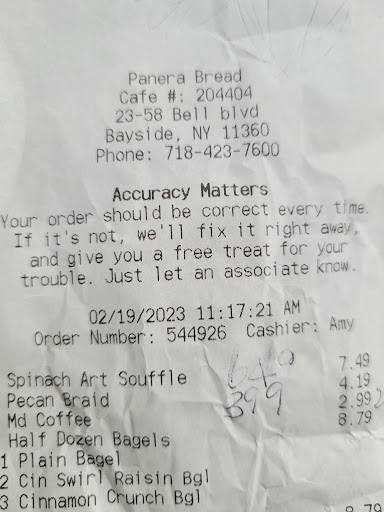 Panera Bread
Cafe #: 204404
23-58 Bell blvd
Bayside, NY 11360
Phone: 718-423-7600
Accuracy Matters
Your order should be correct every time.
If it's not, we'll fix it right away,
and give you a free treat for your
trouble. Just let an associate know.
02/19/2023 11:17:21 AM
Order Number: 544926 Cashier: Amy
Spinach Art Souffle 7.49
Pecan Braid 399 4.19
Md Coffee 2.99
Half Dozen Bagels 8.79
1 Plain Bagel
2 Cin Swirl Raisin Bgl
3 Cinnamon Crunch Bgl